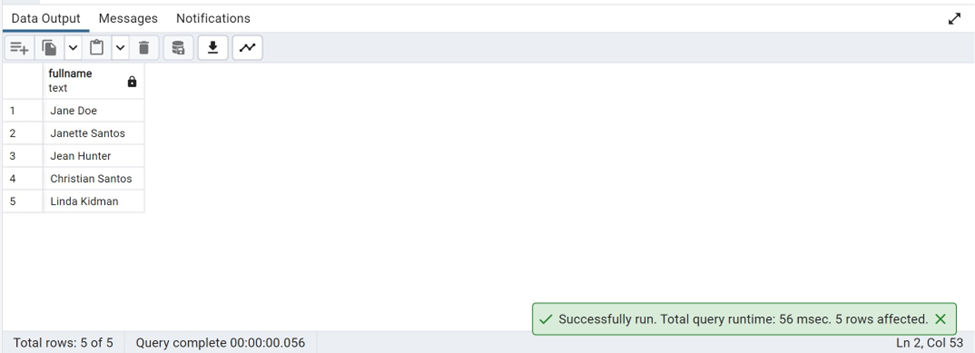 Data Output Messages Notifications
fullname
text
1 Jane Doe
2 Janette Santos
3 Jean Hunter
4 Christian Santos
5 Linda Kidman
Successfully run. Total query runtime: 56 msec. 5 rows affected.
Total rows: 5 of 5 Query complete 00:00:00.056 Ln 2, Col 53